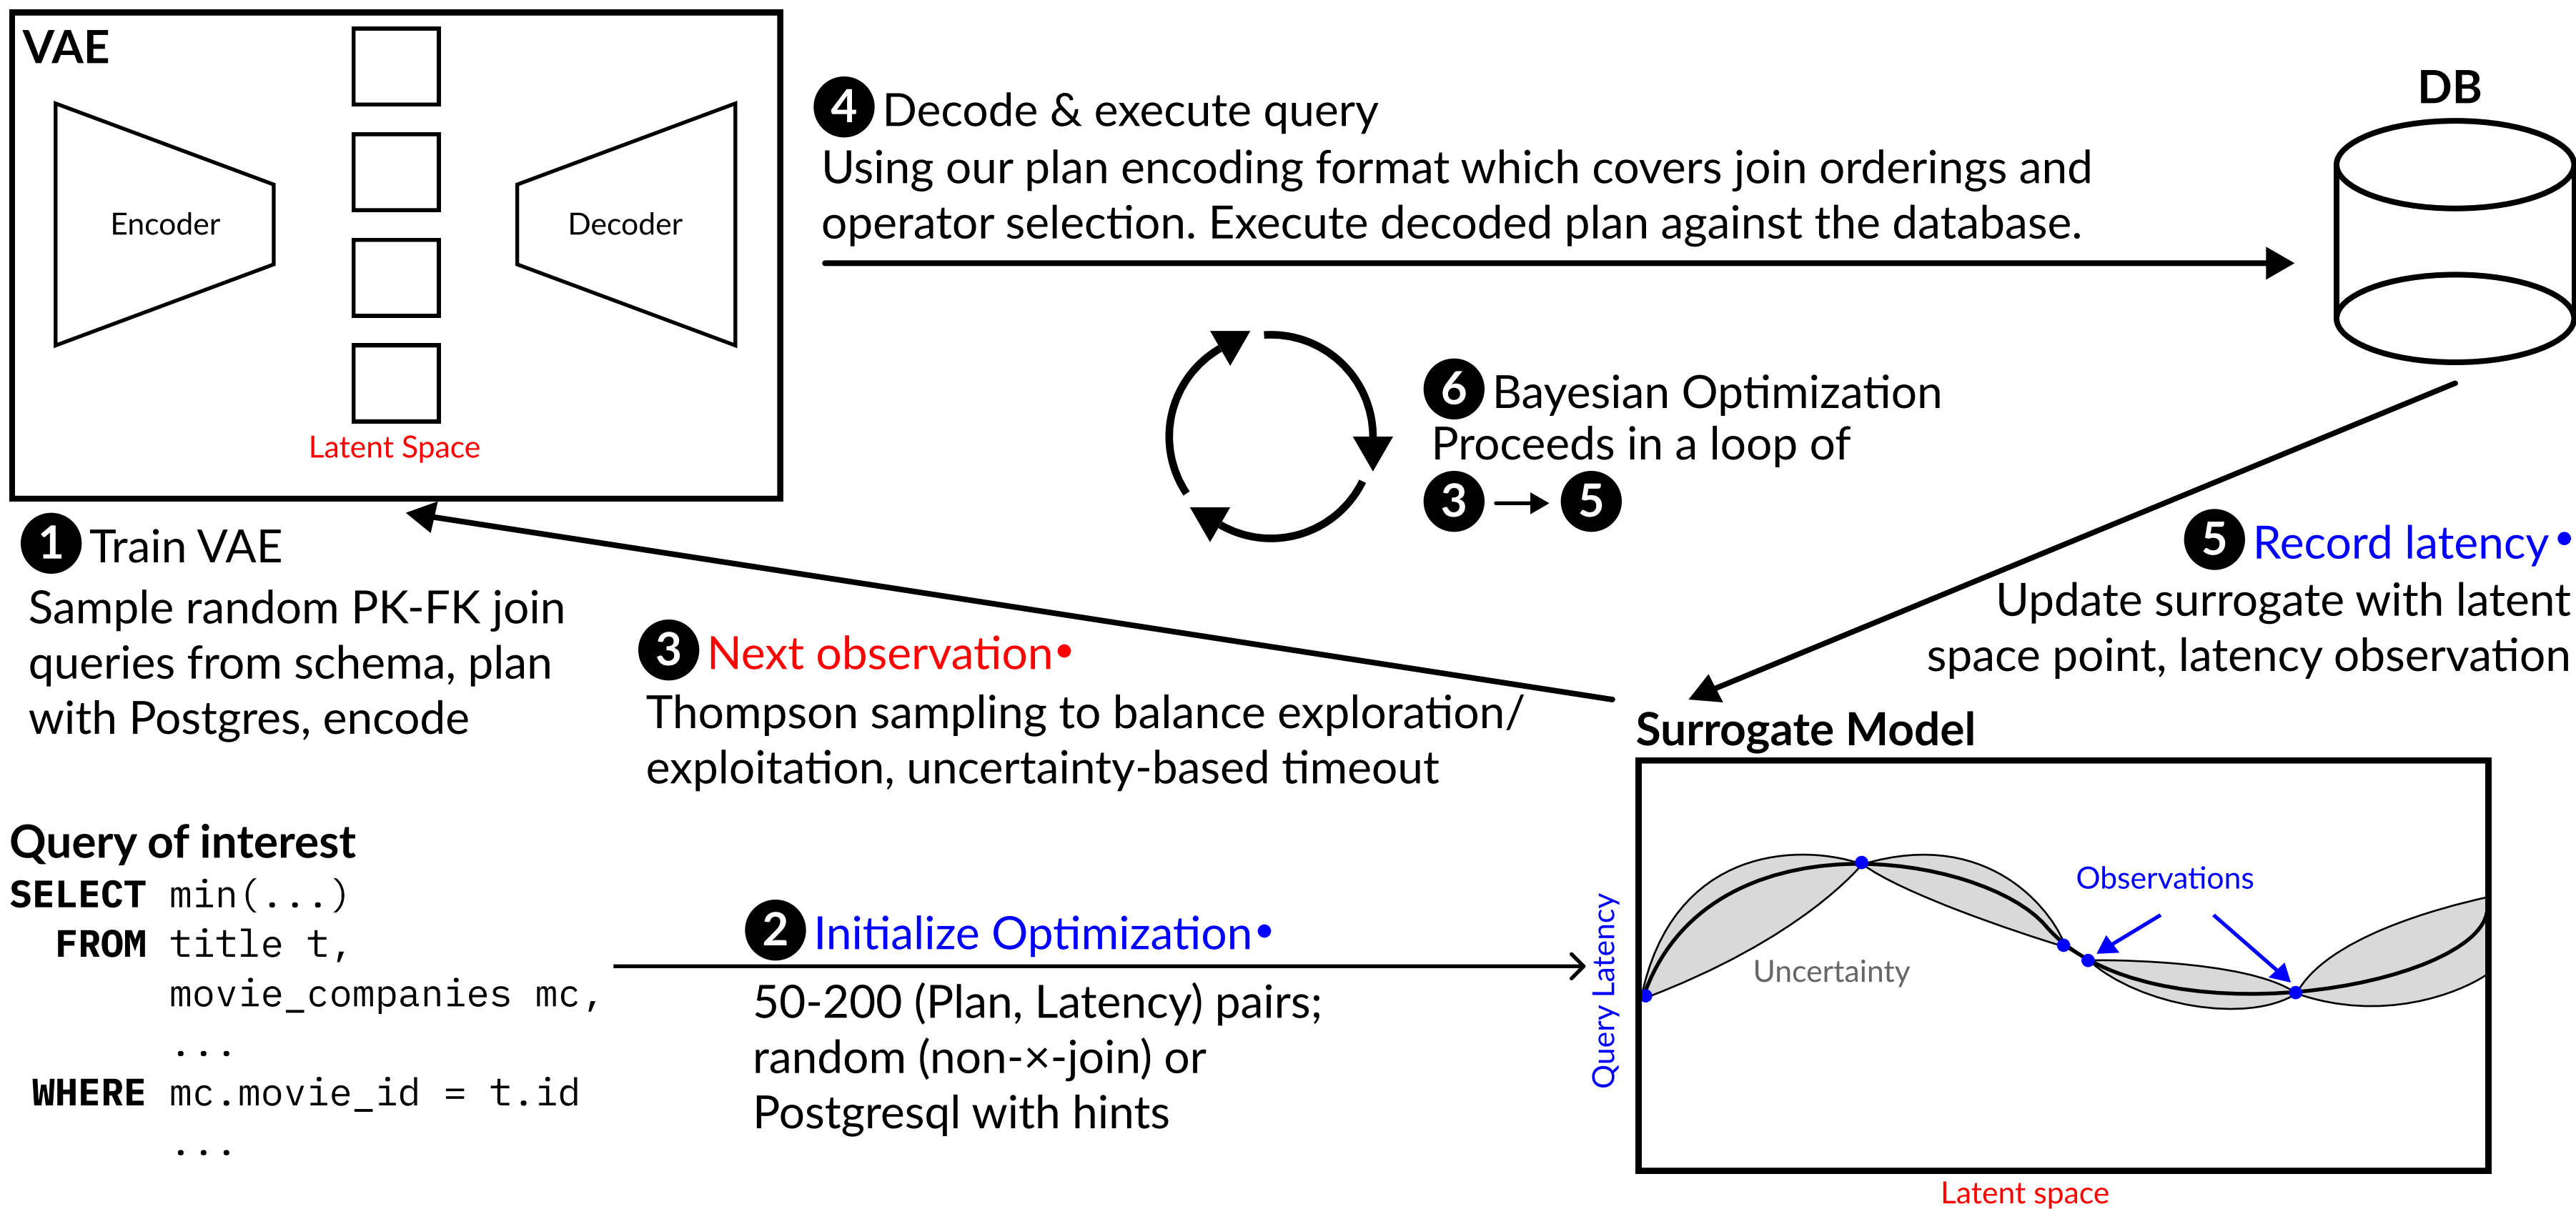 VAE
Encoder
Decoder
Latent Space
4 Decode & execute query
Using our plan encoding format which covers join orderings and
operator selection. Execute decoded plan against the database.
DB
6 Bayesian Optimization
Proceeds in a loop of
3 → 5
1 Train VAE
Sample random PK-FK join
queries from schema, plan
with Postgres, encode
3 Next observation•
Thompson sampling to balance exploration/
exploitation, uncertainty-based timeout
5 Record latency•
Update surrogate with latent
space point, latency observation
Query of interest
SELECT min(...)
FROM title t,
movie_companies mc,
...
WHERE mc.movie_id = t.id
...
2 Initialize Optimization•
50-200 (Plan, Latency) pairs;
random (non-×-join) or
Postgresql with hints
Surrogate Model
Query Latency
Uncertainty
Observations
Latent space